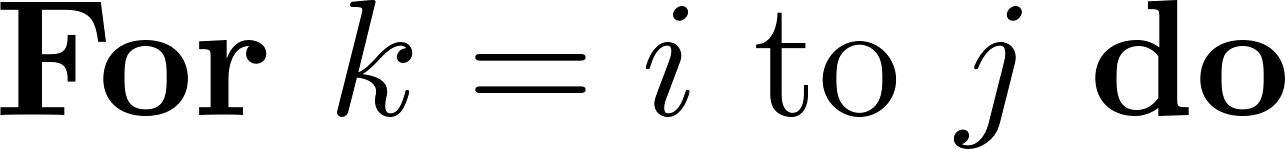 For k = i to j do